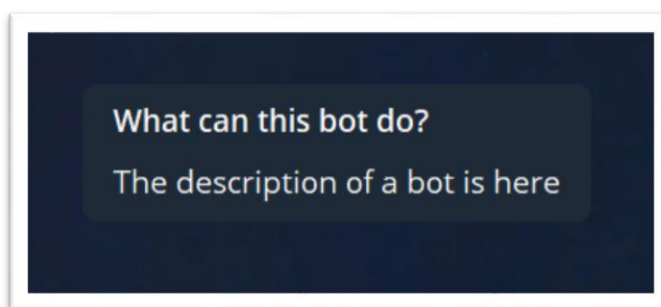 What can this bot do?
The description of a bot is here